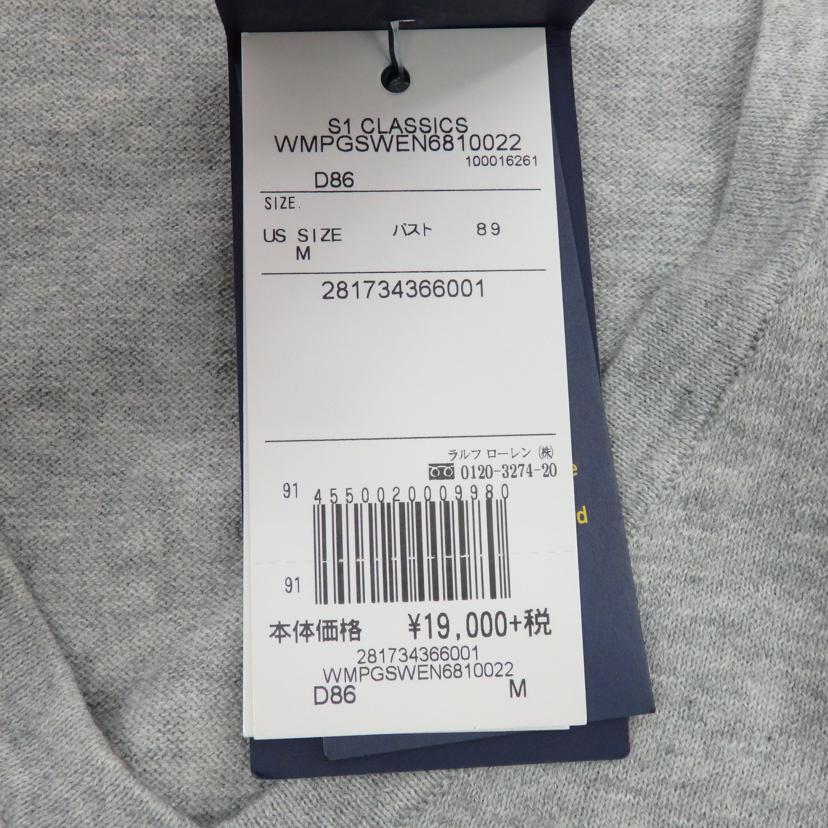 S1 CLASSICS
WMPGSWEN6810022
100016261
D86
SIZE.
US SIZE バスト 89
M
281734366001
ラルフ ローレン ㈱
0120-3274-20
e
d
91 4550020009980
91
本体価格 ¥19,000+税
281734366001
WMPGSWEN6810022
D86 M